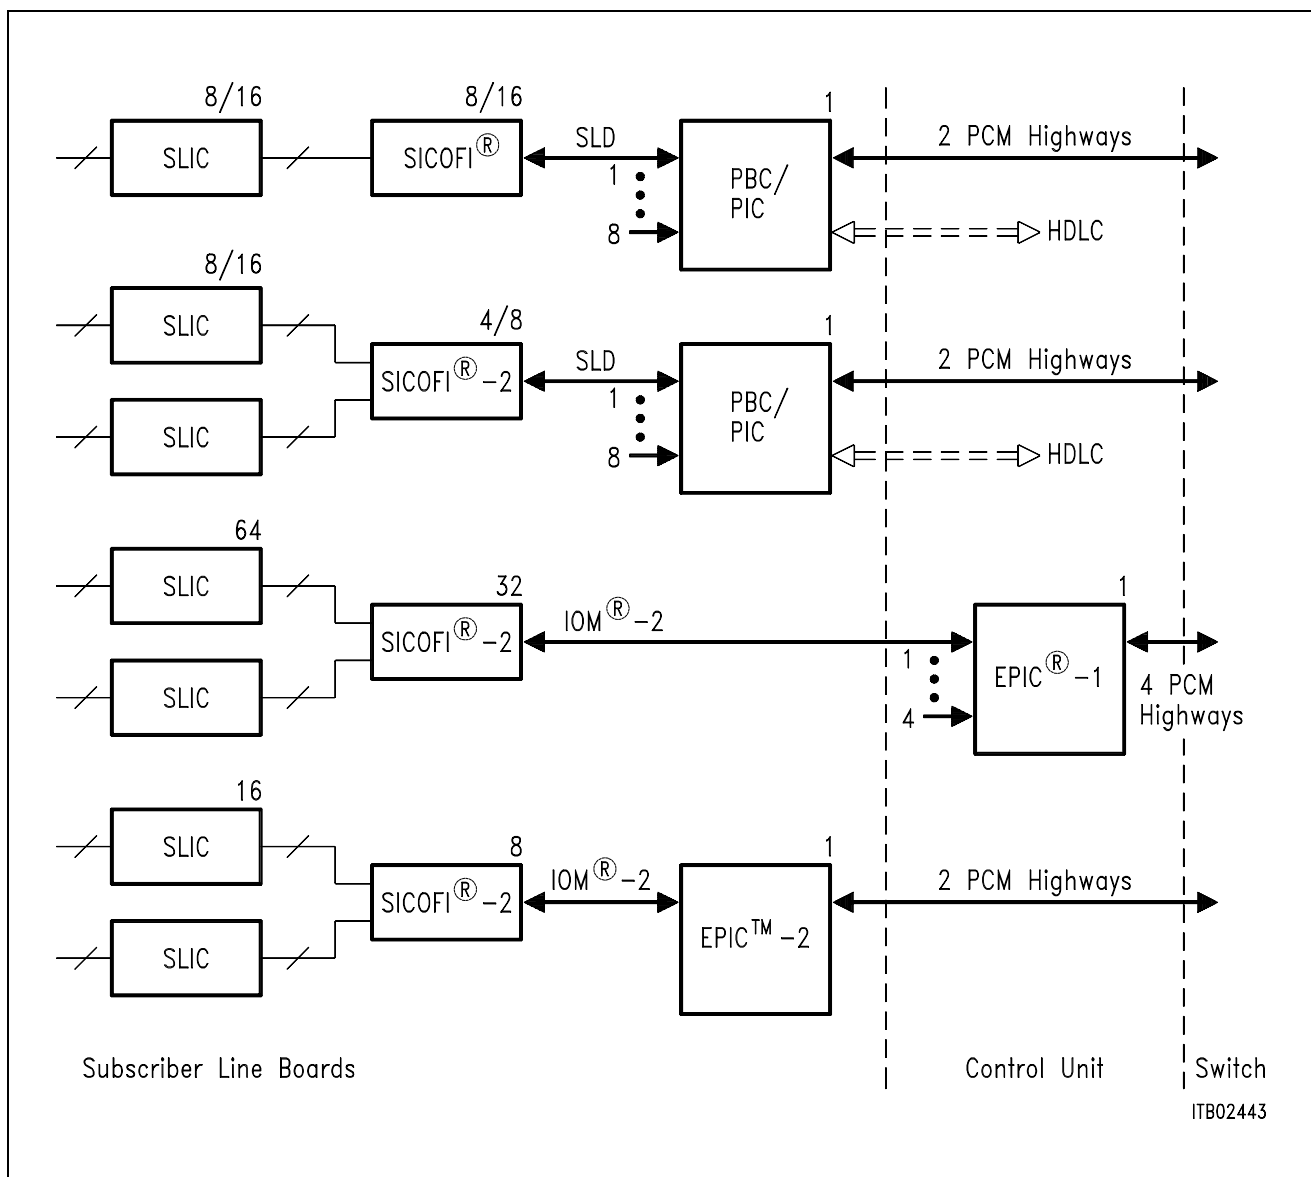 8/16
8/16
1
SLIC
SICOFI®
SLD
1
8
PBC/
PIC
2 PCM Highways
HDLC
8/16
SLIC
SLIC
4/8
SICOFI®-2
SLD
1
8
1
PBC/
PIC
2 PCM Highways
HDLC
64
SLIC
SLIC
32
SICOFI®-2
IOM®-2
1
4
1
EPIC®-1
4 PCM
Highways
16
SLIC
SLIC
8
SICOFI®-2
IOM®-2
1
EPIC™-2
2 PCM Highways
Subscriber Line Boards
Control Unit
Switch
ITB02443